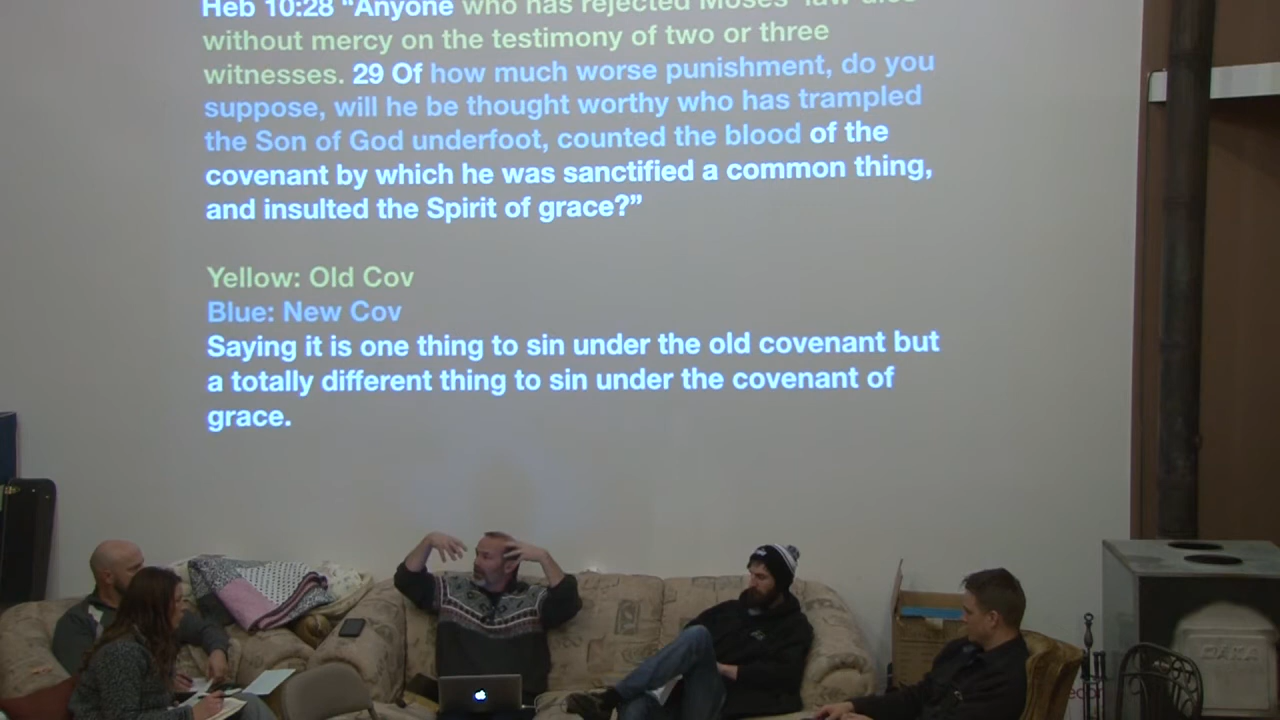 Heb 10:28 “Anyone who has rejected Moses' law dies
without mercy on the testimony of two or three
witnesses. 29 Of how much worse punishment, do you
suppose, will he be thought worthy who has trampled
the Son of God underfoot, counted the blood of the
covenant by which he was sanctified a common thing,
and insulted the Spirit of grace?”
Yellow: Old Cov
Blue: New Cov
Saying it is one thing to sin under the old covenant but
a totally different thing to sin under the covenant of
grace.